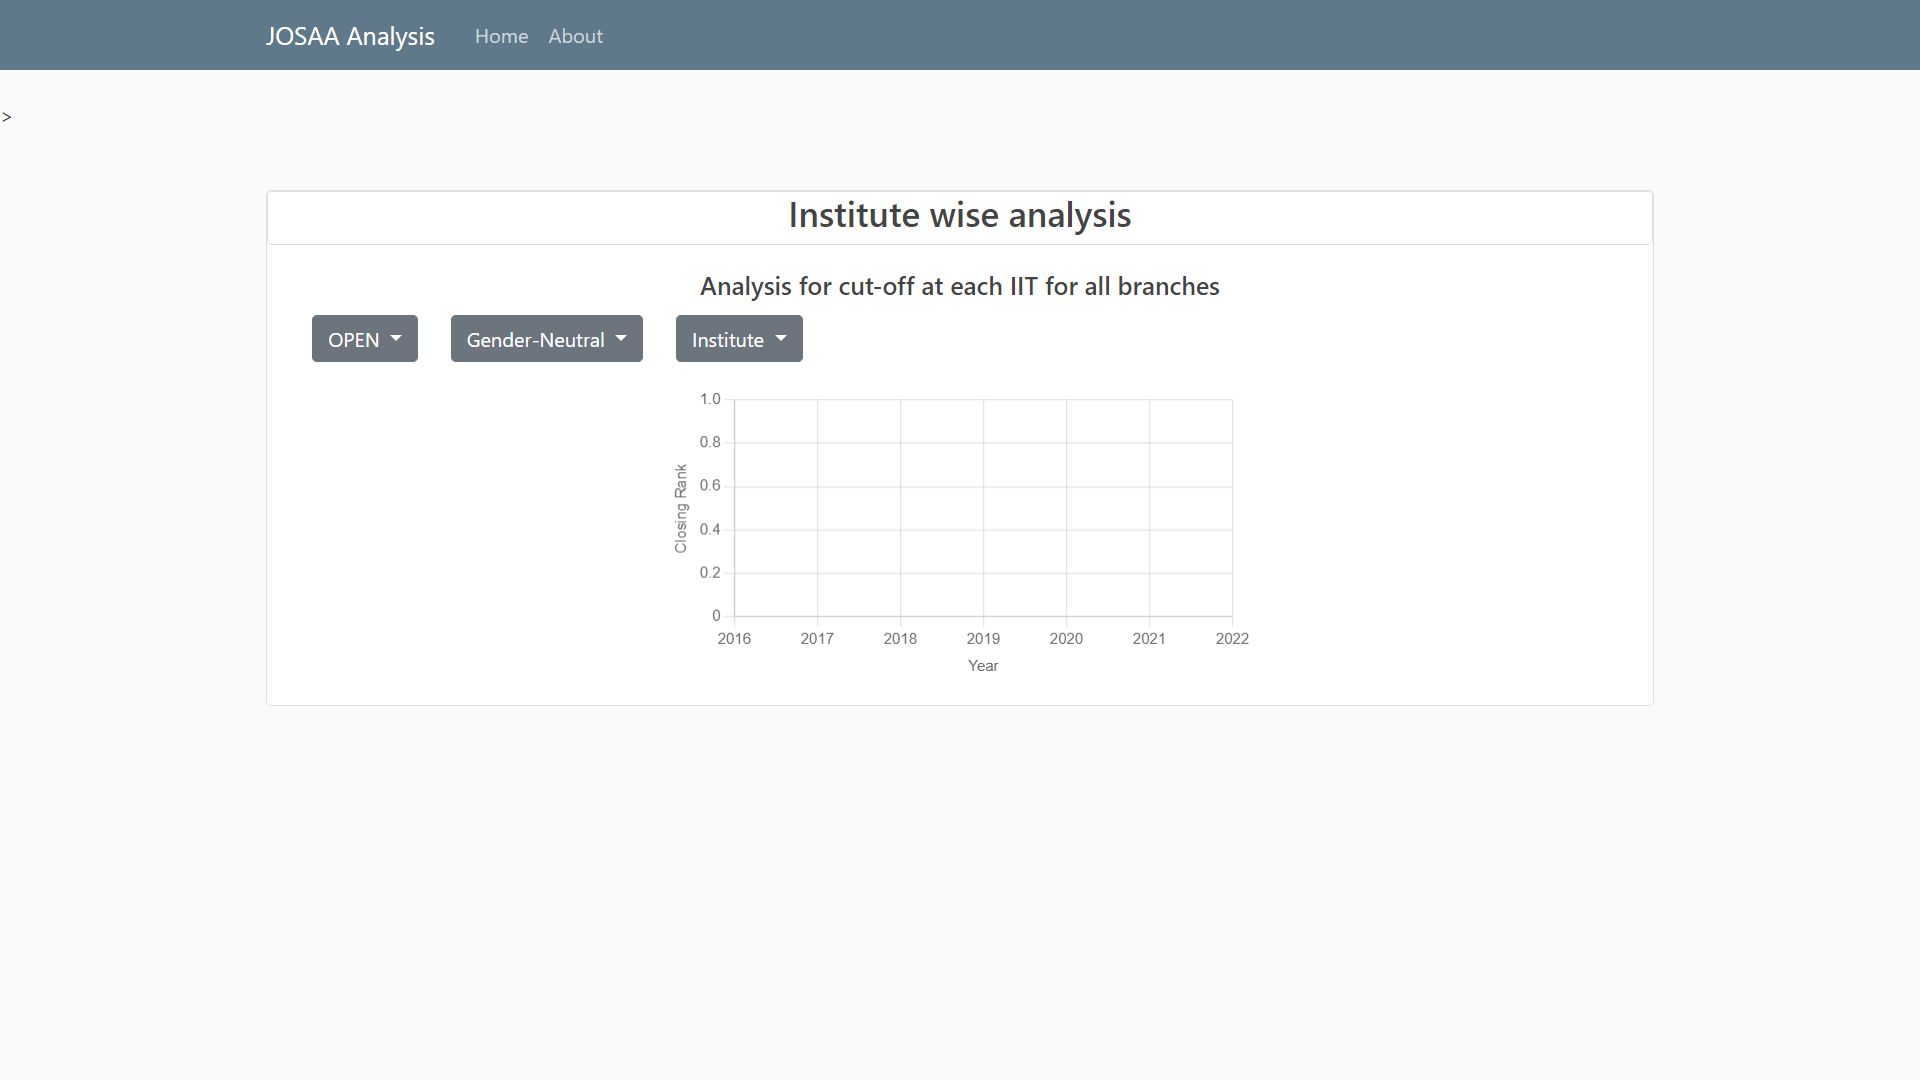 JOSAA Analysis Home About
>
Institute wise analysis
Analysis for cut-off at each IIT for all branches
OPEN Gender-Neutral Institute
1.0
0.8
0.6
0.4
0.2
0
Closing Rank
2016 2017 2018 2019 2020 2021 2022
Year